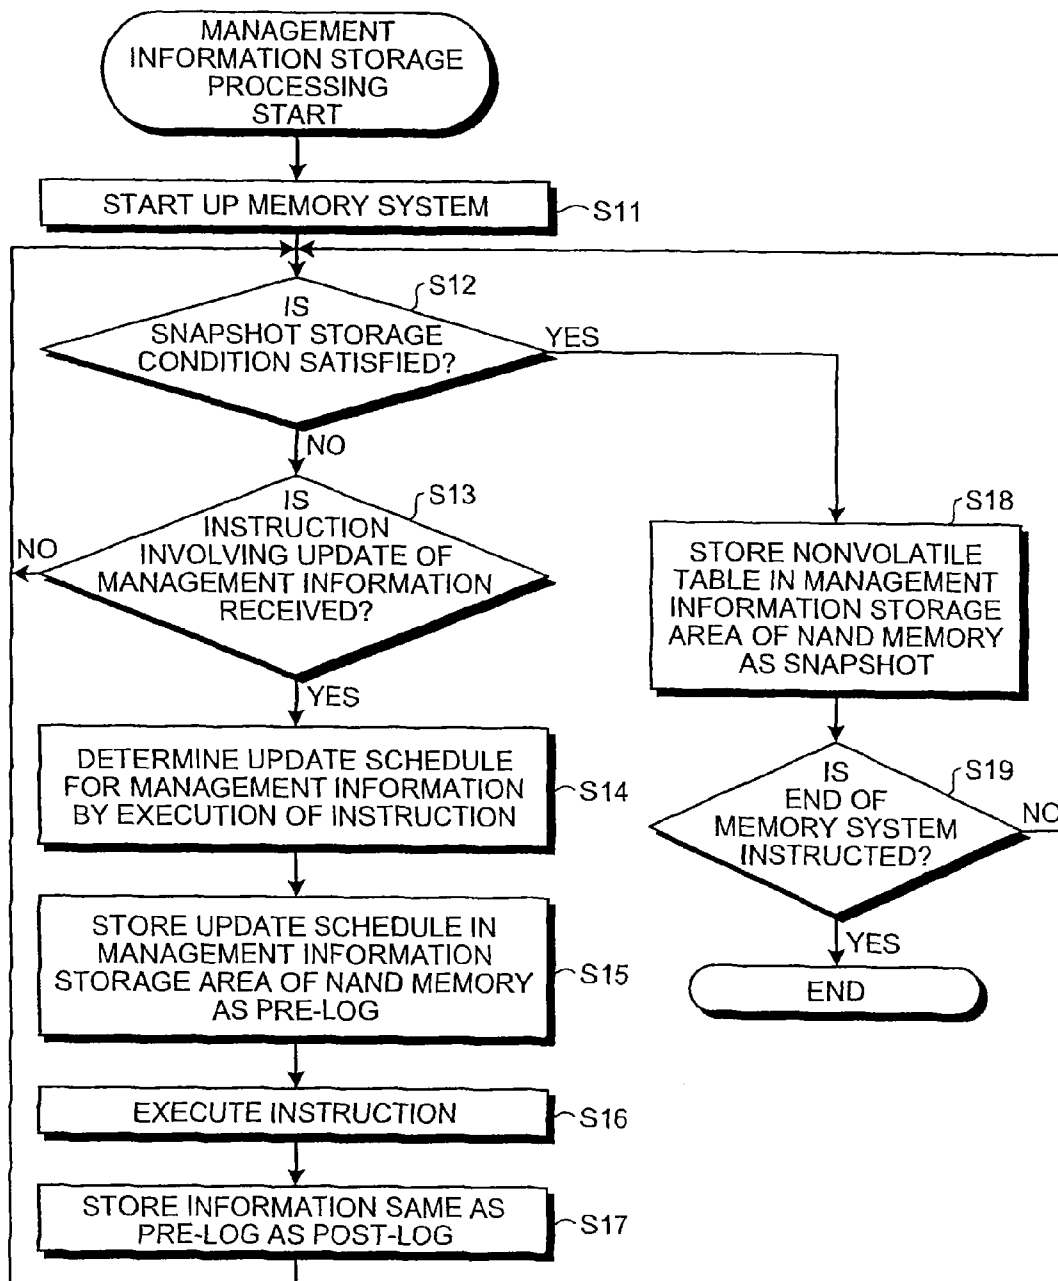 MANAGEMENT
INFORMATION STORAGE
PROCESSING
START
START UP MEMORY SYSTEM
S11
IS
SNAPSHOT STORAGE
CONDITION SATISFIED?
S12
YES
NO
IS
INSTRUCTION
INVOLVING UPDATE OF
MANAGEMENT INFORMATION
RECEIVED?
S13
NO
YES
DETERMINE UPDATE SCHEDULE
FOR MANAGEMENT INFORMATION
BY EXECUTION OF INSTRUCTION
S14
STORE UPDATE SCHEDULE IN
MANAGEMENT INFORMATION
STORAGE AREA OF NAND MEMORY
AS PRE-LOG
S15
EXECUTE INSTRUCTION
S16
STORE INFORMATION SAME AS
PRE-LOG AS POST-LOG
S17
S18
STORE NONVOLATILE
TABLE IN MANAGEMENT
INFORMATION STORAGE
AREA OF NAND MEMORY
AS SNAPSHOT
IS
END OF
MEMORY SYSTEM
INSTRUCTED?
S19
NO
YES
END